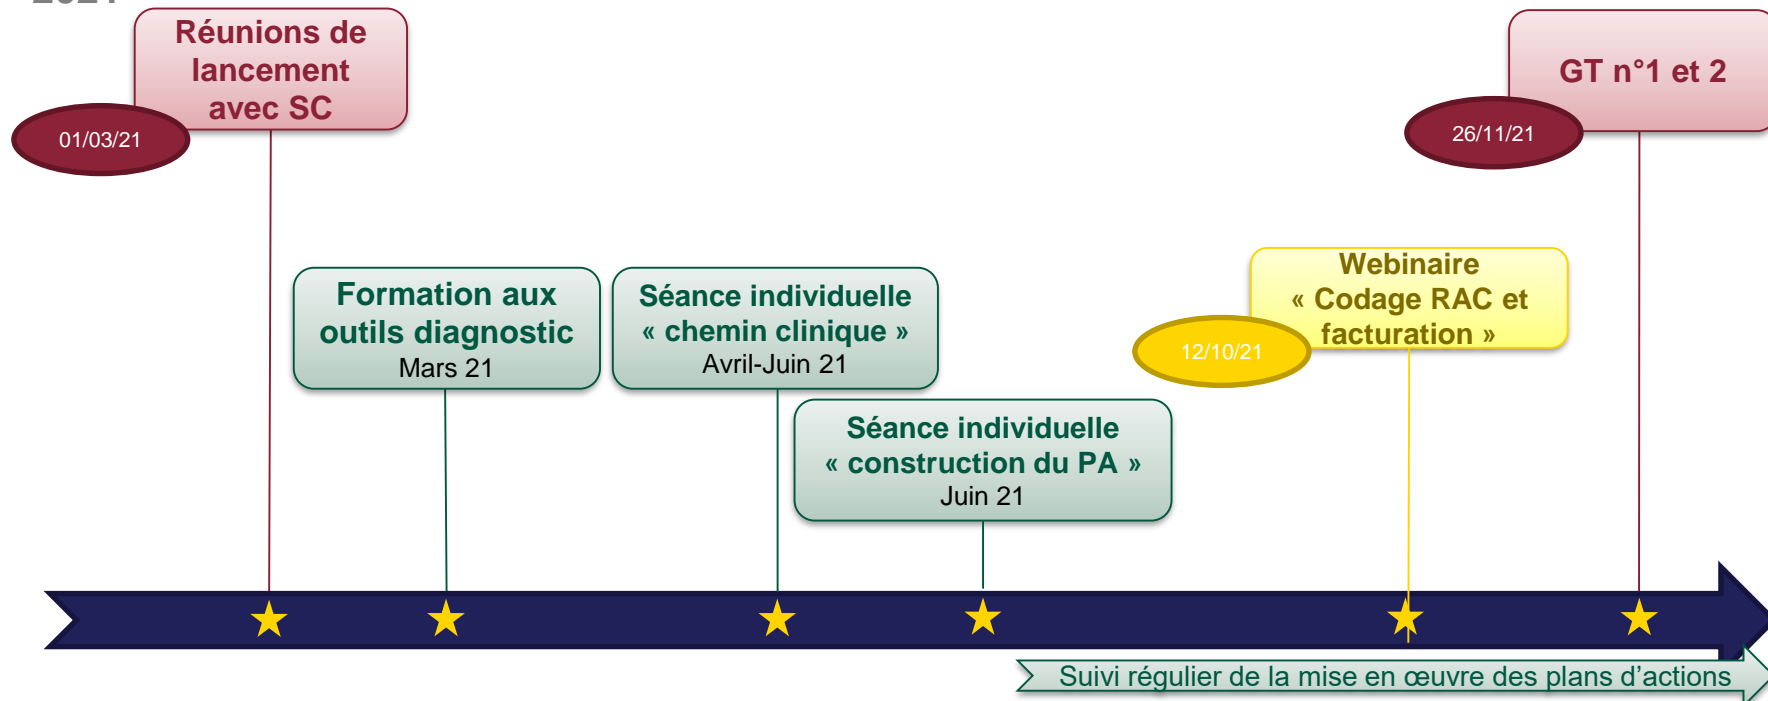 Réunions de
lancement
avec SC
01/03/21
GT n°1 et 2
26/11/21
Formation aux
outils diagnostic
Mars 21
Séance individuelle
« chemin clinique »
Avril-Juin 21
Séance individuelle
« construction du PA »
Juin 21
Webinaire
« Codage RAC et
facturation »
12/10/21
Suivi régulier de la mise en œuvre des plans d’actions